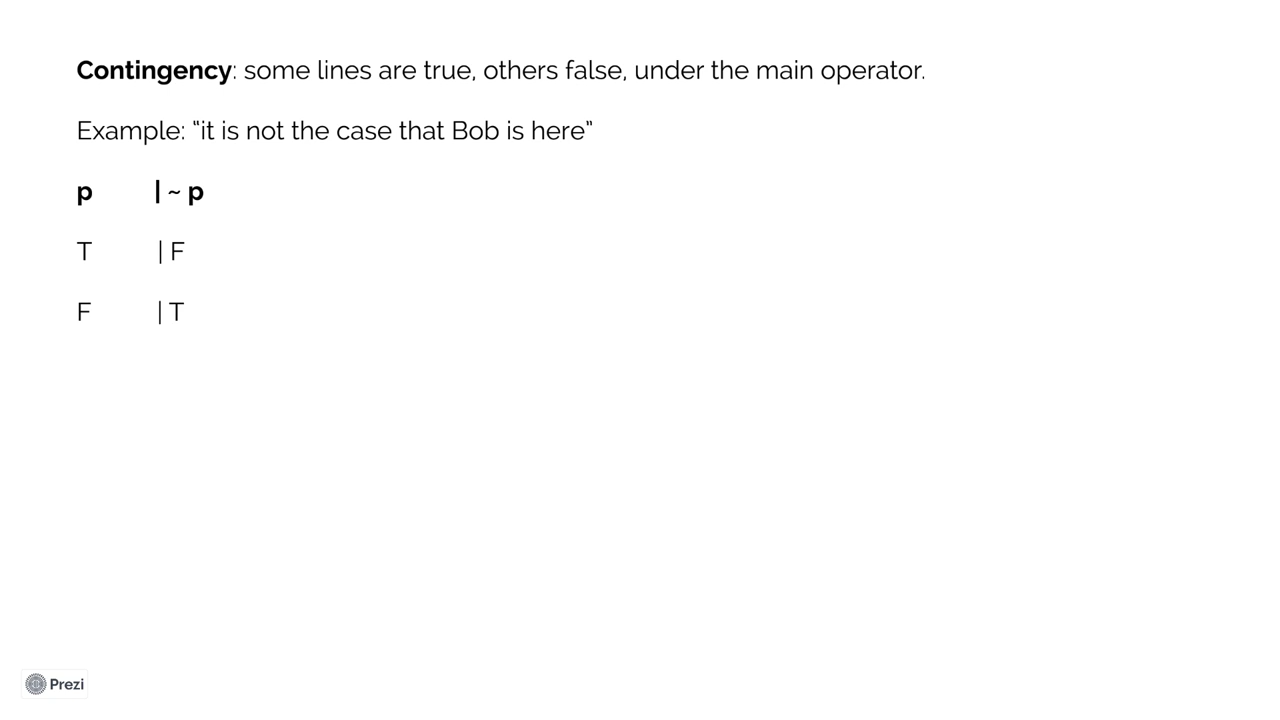 Contingency: some lines are true, others false, under the main operator.
Example: “it is not the case that Bob is here”
p | ~ p
T | F
F | T
Prezi